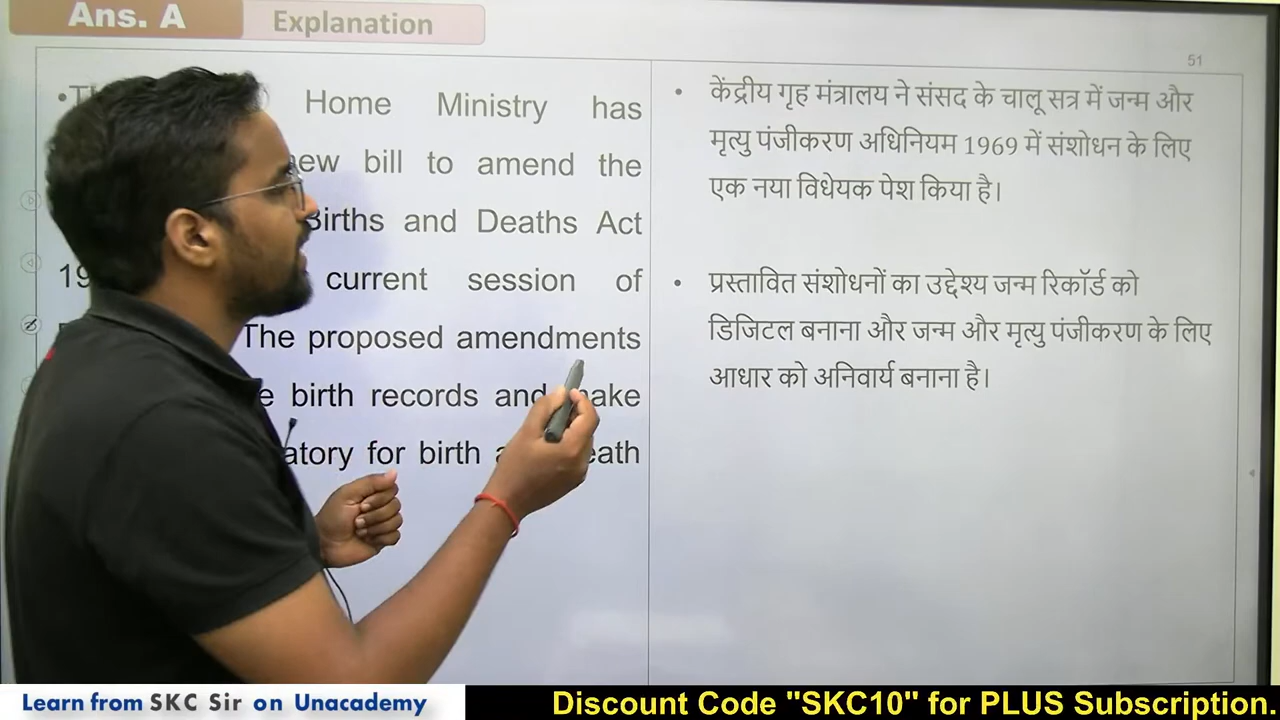 Ans. A
Explanation
51
Home Ministry has
new bill to amend the
Births and Deaths Act
19 current session of
The proposed amendments
birth records and make
for birth
केंद्रीय गृह मंत्रालय ने संसद के चालू सत्र में जन्म और
मृत्यु पंजीकरण अधिनियम 1969 में संशोधन के लिए
एक नया विधेयक पेश किया है।
प्रस्तावित संशोधनों का उद्देश्य जन्म रिकॉर्ड को
डिजिटल बनाना और जन्म और मृत्यु पंजीकरण के लिए
आधार को अनिवार्य बनाना है।
Learn from SKC Sir on Unacademy
Discount Code "SKC10" for PLUS Subscription.